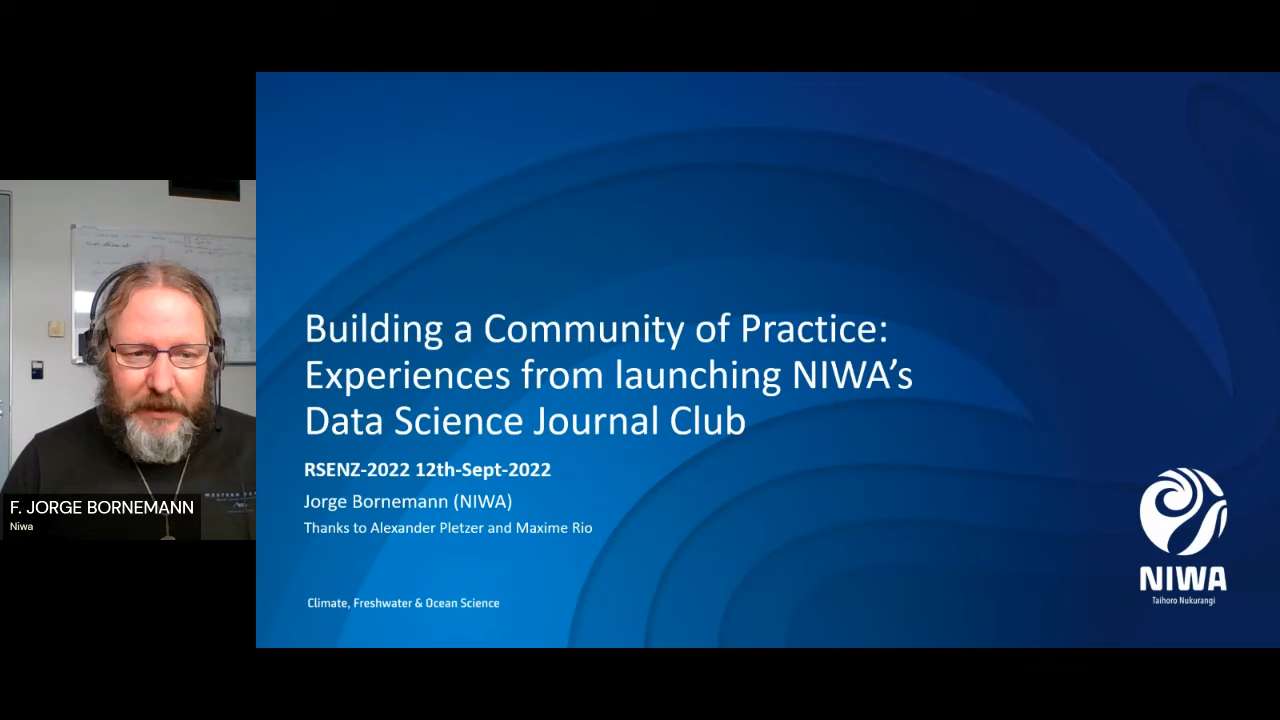 Building a Community of Practice:
Experiences from launching NIWA's
Data Science Journal Club
RSENZ-2022 12th-Sept-2022
Jorge Bornemann (NIWA)
Thanks to Alexander Pletzer and Maxime Rio
Climate, Freshwater & Ocean Science
NIWA
Taihoro Nukurangi
F. JORGE BORNEMANN
Niwa